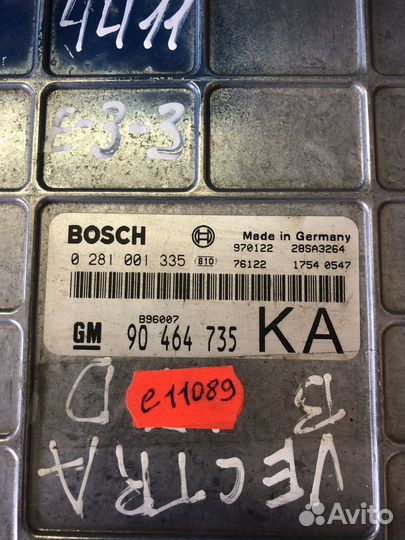 4411
E-3-3
BOSCH Made in Germany
970122 28SA3264
0 281 001 335 810 76122 1754 0547
B96007
GM 90 464 735 KA
e11089
D B
VECTRA
Avito